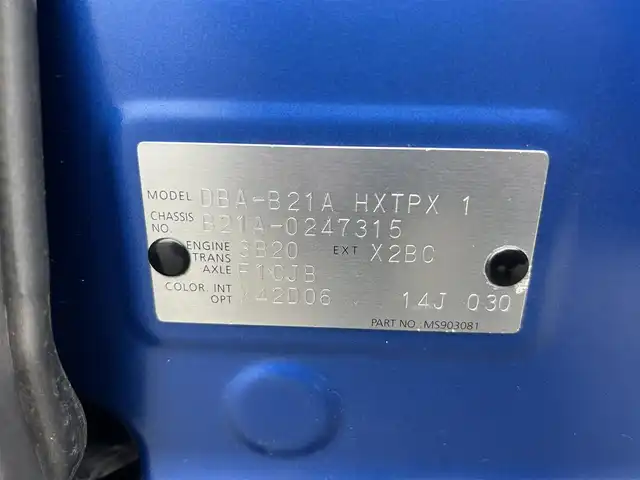 MODEL DBA-B21A HXTPX 1
CHASSIS NO. B21A-0247315
ENGINE 3B20 EXT X2BC
TRANS AXLE F1CJB
COLOR. INT OPT 42D06 14J 030
PART NO. MS903081